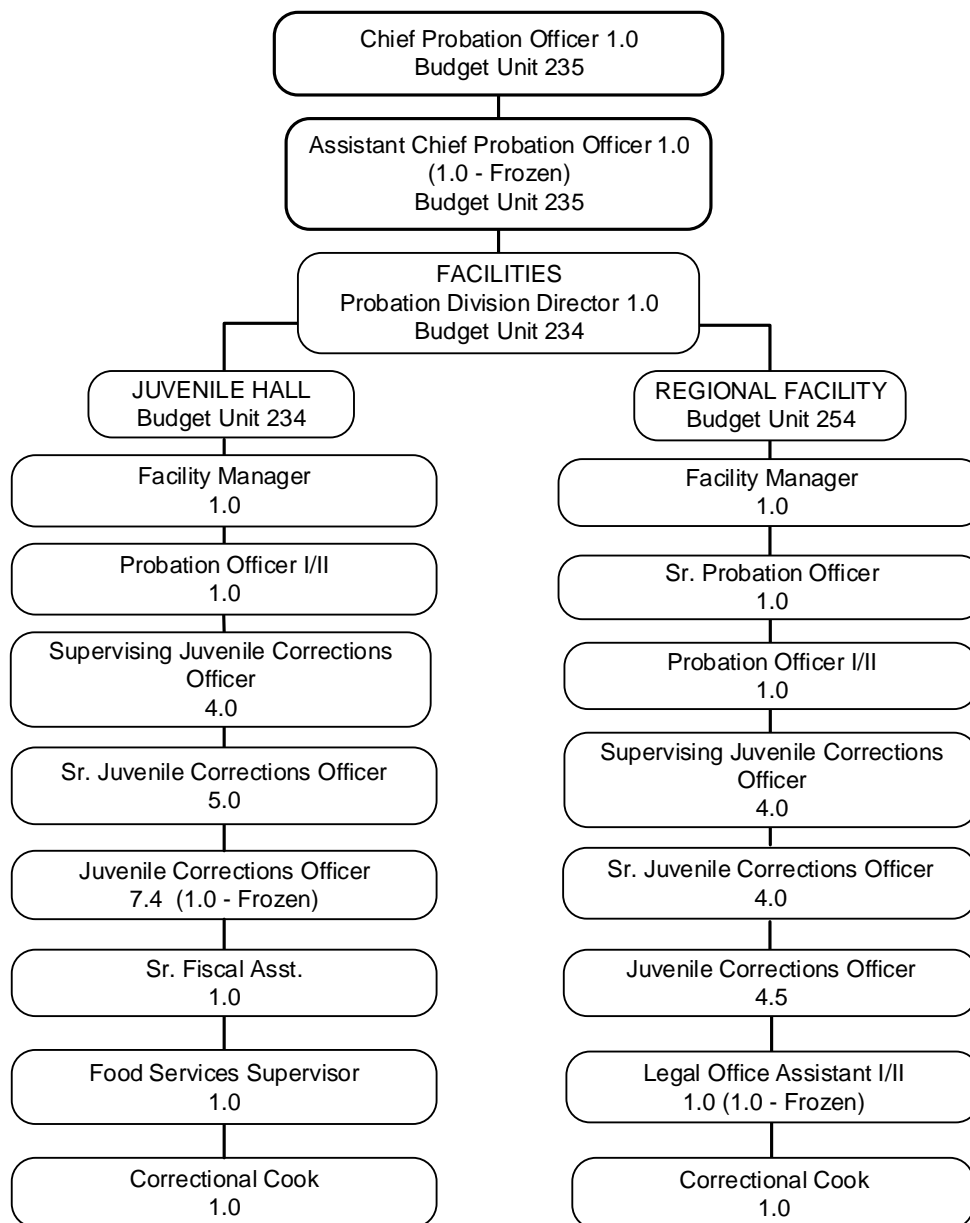 Chief Probation Officer 1.0
Budget Unit 235
Assistant Chief Probation Officer 1.0
(1.0 - Frozen)
Budget Unit 235
FACILITIES
Probation Division Director 1.0
Budget Unit 234
JUVENILE HALL
Budget Unit 234
Facility Manager
1.0
Probation Officer I/II
1.0
Supervising Juvenile Corrections
Officer
4.0
Sr. Juvenile Corrections Officer
5.0
Juvenile Corrections Officer
7.4 (1.0 - Frozen)
Sr. Fiscal Asst.
1.0
Food Services Supervisor
1.0
Correctional Cook
1.0
REGIONAL FACILITY
Budget Unit 254
Facility Manager
1.0
Sr. Probation Officer
1.0
Probation Officer I/II
1.0
Supervising Juvenile Corrections
Officer
4.0
Sr. Juvenile Corrections Officer
4.0
Juvenile Corrections Officer
4.5
Legal Office Assistant I/II
1.0 (1.0 - Frozen)
Correctional Cook
1.0